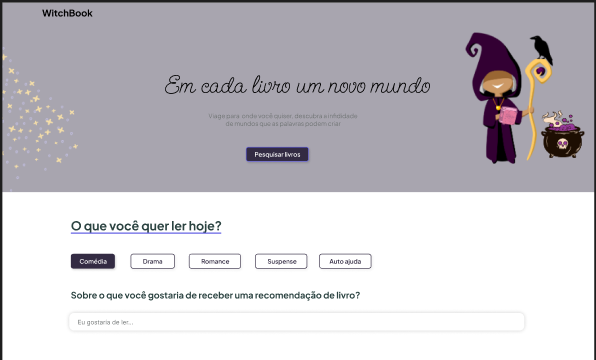 WitchBook
Em cada livro um novo mundo
Viage para onde você quiser, descubra a infidade
de mundos que as palavras podem criar
Pesquisar livros
O que você quer ler hoje?
Comédia
Drama
Romance
Suspense
Auto ajuda
Sobre o que você gostaria de receber uma recomendação de livro?
Eu gostaria de ler...